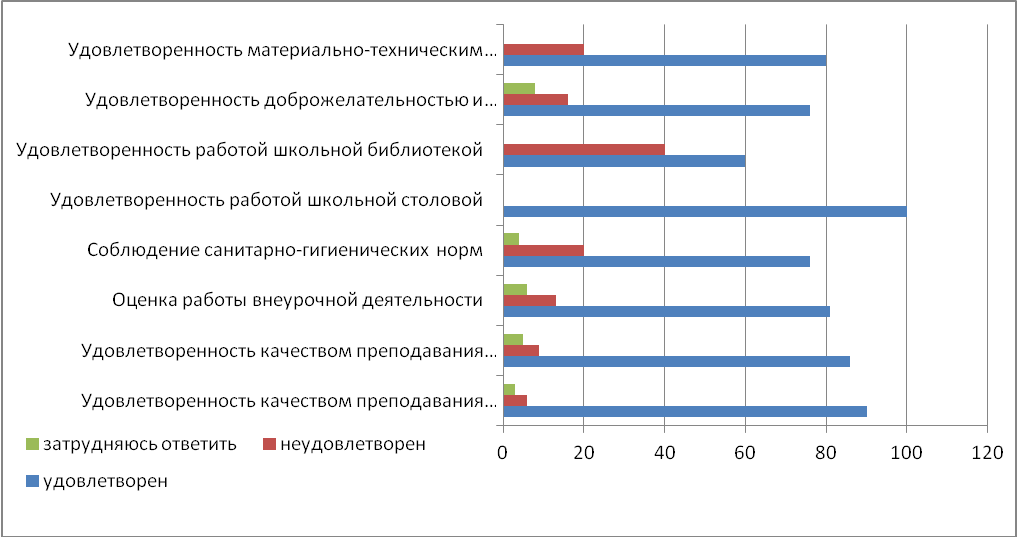 Удовлетворенность материально-техническим...
Удовлетворенность доброжелательностью и...
Удовлетворенность работой школьной библиотекой
Удовлетворенность работой школьной столовой
Соблюдение санитарно-гигиенических  норм
Оценка работы внеурочной деятельности
Удовлетворенность качеством преподавания...
Удовлетворенность качеством преподавания...
0 20 40 60 80 100 120
затрудняюсь ответить неудовлетворен
удовлетворен